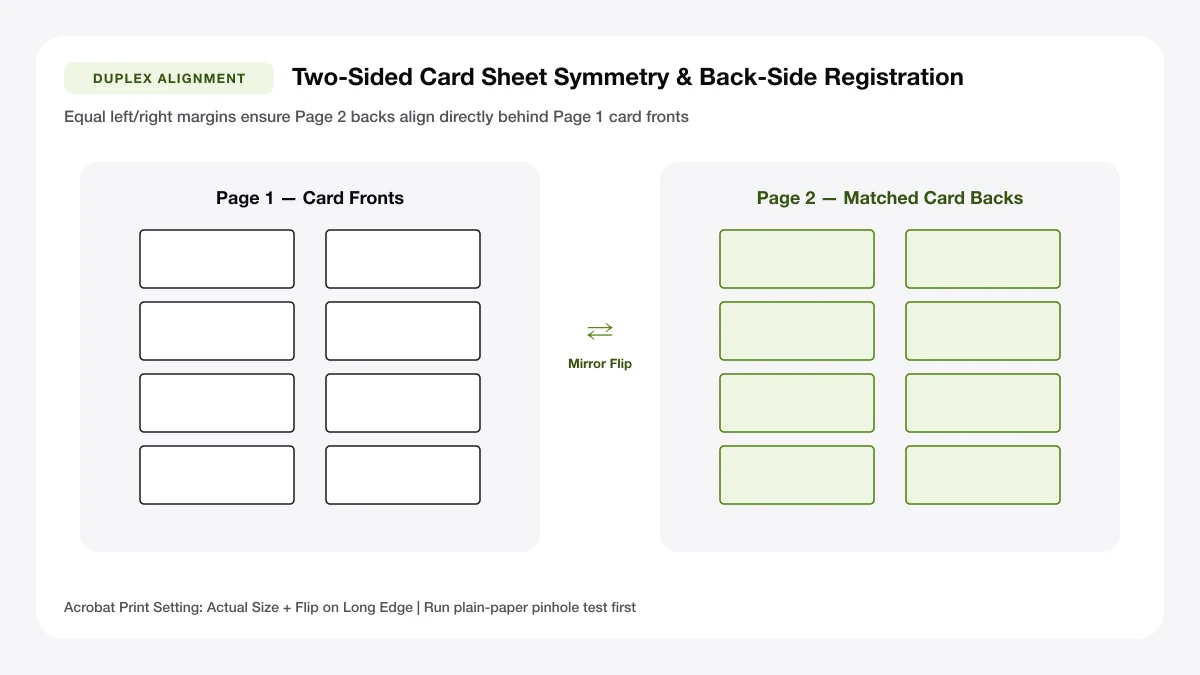 DUPLEX ALIGNMENT
Two-Sided Card Sheet Symmetry & Back-Side Registration
Equal left/right margins ensure Page 2 backs align directly behind Page 1 card fronts
Page 1 — Card Fronts
Page 2 — Matched Card Backs
⇄
Mirror Flip
Acrobat Print Setting: Actual Size + Flip on Long Edge | Run plain-paper pinhole test first